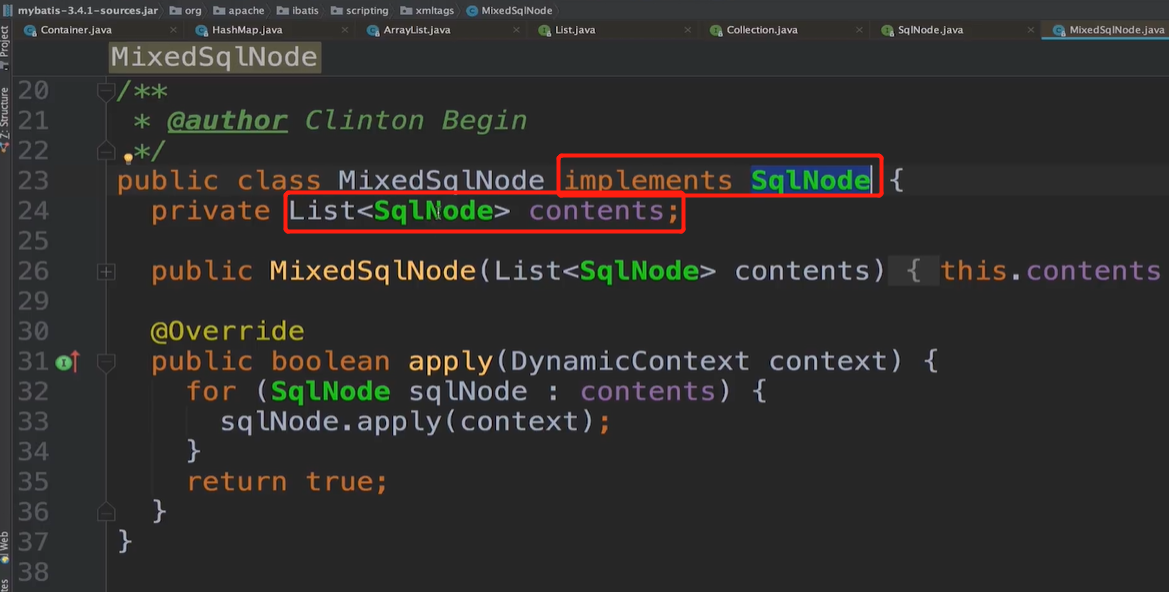 mybatis-3.4.1-sources.jar org apache ibatis scripting xmltags MixedSqlNode
Container.java HashMap.java ArrayList.java List.java Collection.java SqlNode.java MixedSqlNode.java
Project
Z: Structure
Web
MixedSqlNode
20 /**
21 * @author Clinton Begin
22 */
23 public class MixedSqlNode implements SqlNode {
24 private List<SqlNode> contents;
25
26 public MixedSqlNode(List<SqlNode> contents) { this.contents
29
30 @Override
31 public boolean apply(DynamicContext context) {
32 for (SqlNode sqlNode : contents) {
33 sqlNode.apply(context);
34 }
35 return true;
36 }
37 }
38